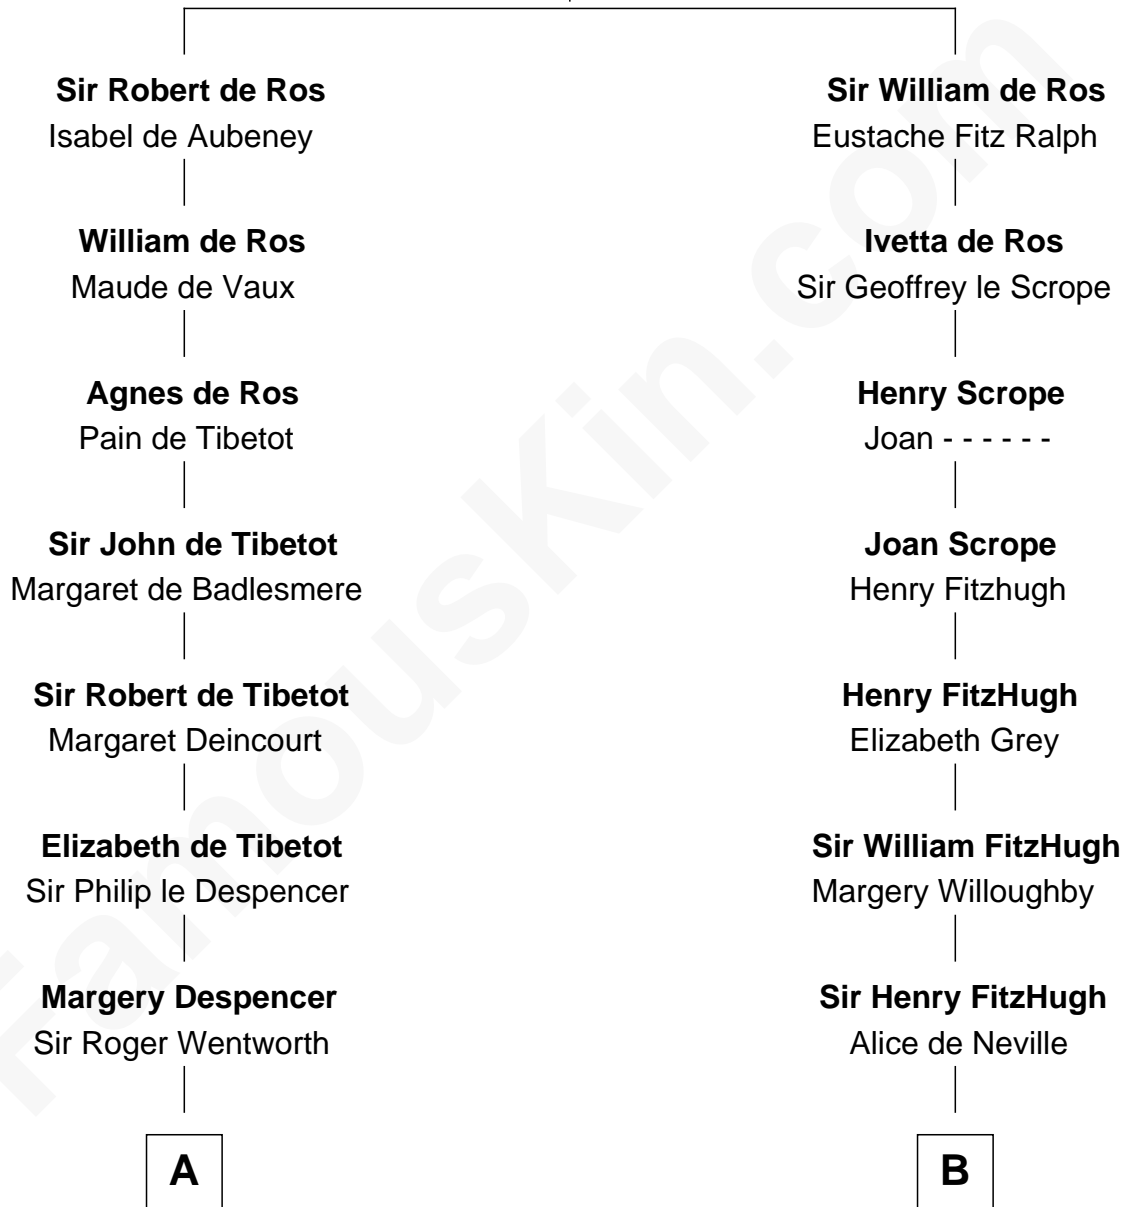 Sir Robert de Ros
Isabel de Aubeney
William de Ros
Maude de Vaux
Agnes de Ros
Pain de Tibetot
Sir John de Tibetot
Margaret de Badlesmere
Sir Robert de Tibetot
Margaret Deincourt
Elizabeth de Tibetot
Sir Philip le Despencer
Margery Despencer
Sir Roger Wentworth
A
Sir William de Ros
Eustache Fitz Ralph
Ivetta de Ros
Sir Geoffrey le Scrope
Henry Scrope
Joan - - - - - -
Joan Scrope
Henry Fitzhugh
Henry FitzHugh
Elizabeth Grey
Sir William FitzHugh
Margery Willoughby
Sir Henry FitzHugh
Alice de Neville
B
FamousKin.com